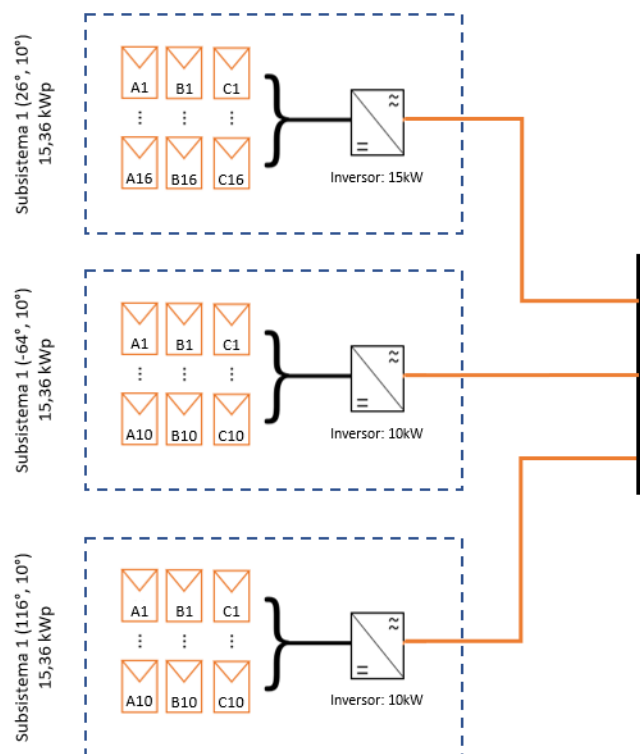 Subsistema 1 (26°, 10°)
15,36 kWp
A1 B1 C1
A16 B16 C16
Inversor: 15kW
Subsistema 1 (-64°, 10°)
15,36 kWp
A1 B1 C1
A10 B10 C10
Inversor: 10kW
Subsistema 1 (116°, 10°)
15,36 kWp
A1 B1 C1
A10 B10 C10
Inversor: 10kW